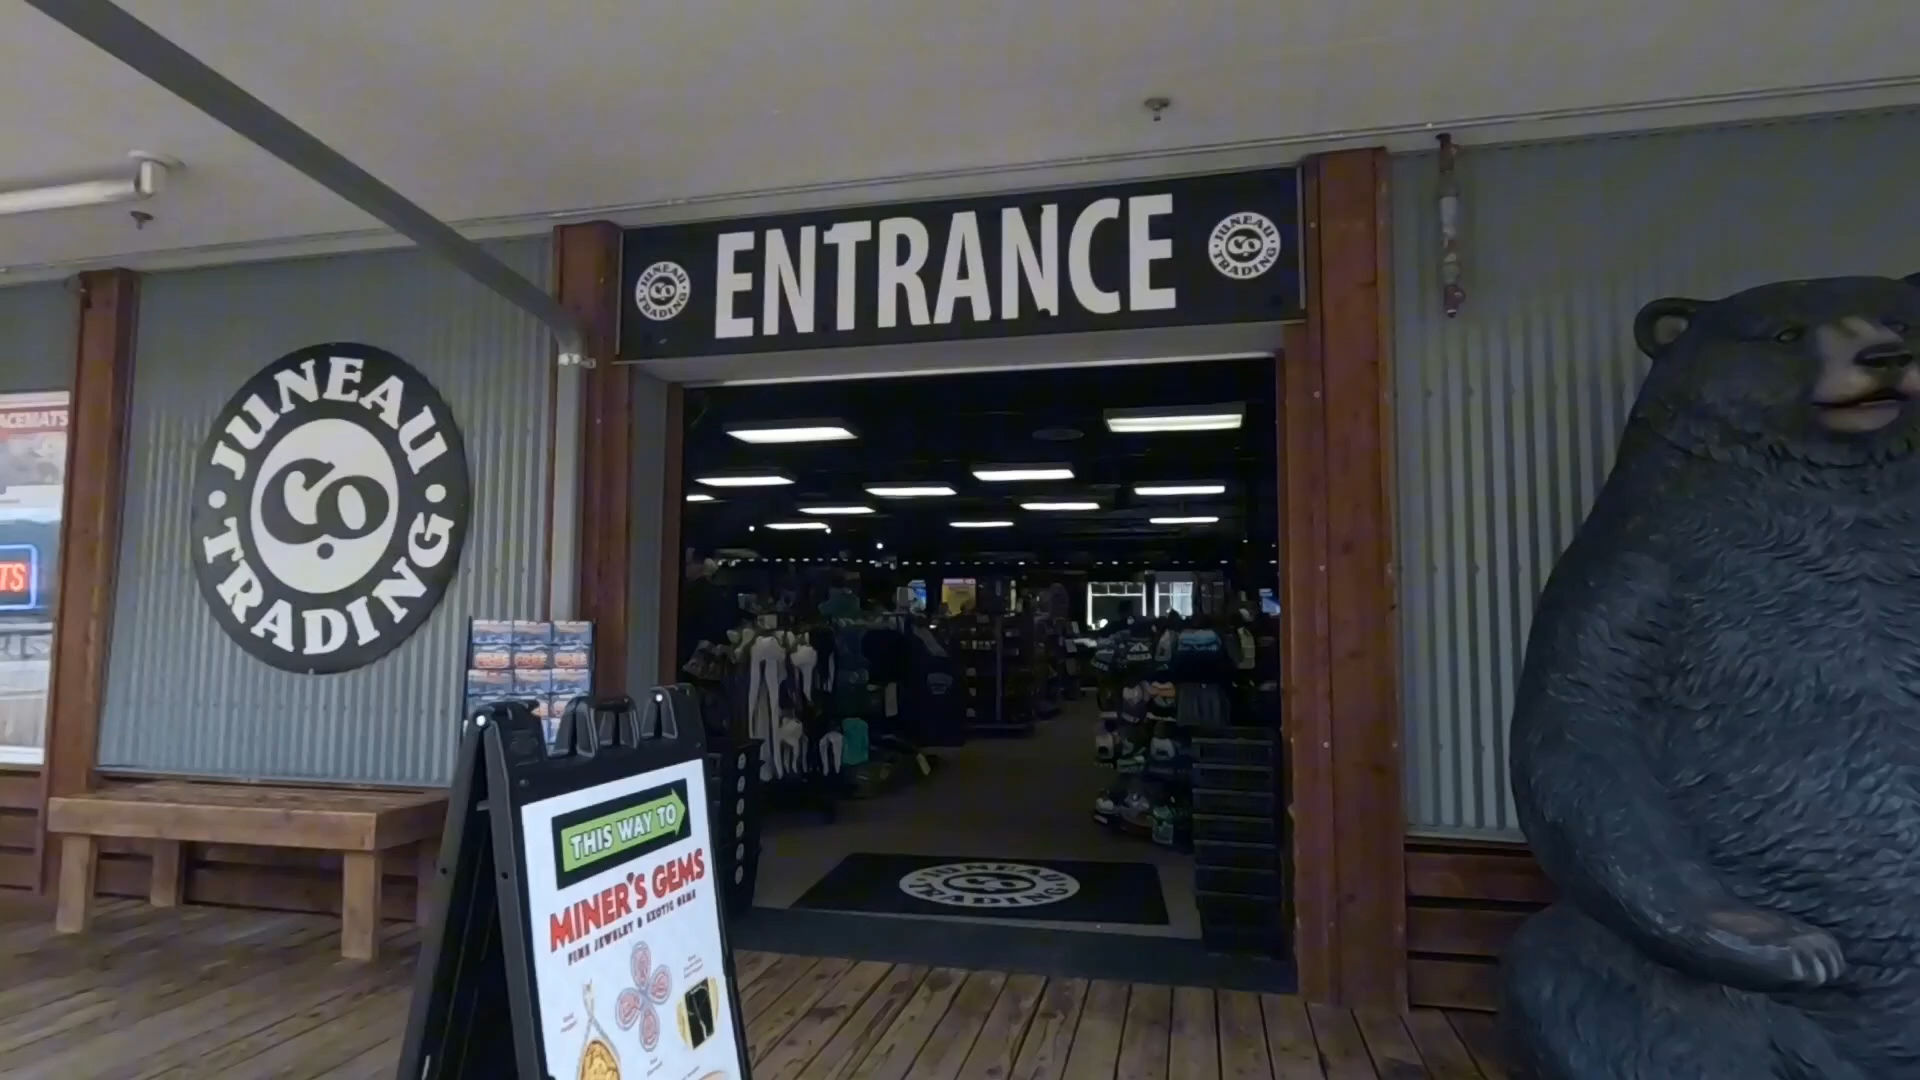 ENTRANCE
JUNEAU
Co
TRADING
JUNEAU
Co
TRADING
JUNEAU
Co.
TRADING
TS
THIS WAY TO
MINER'S GEMS
FINE JEWELRY & EXOTIC GEMS
JUNEAU
Co
TRADING